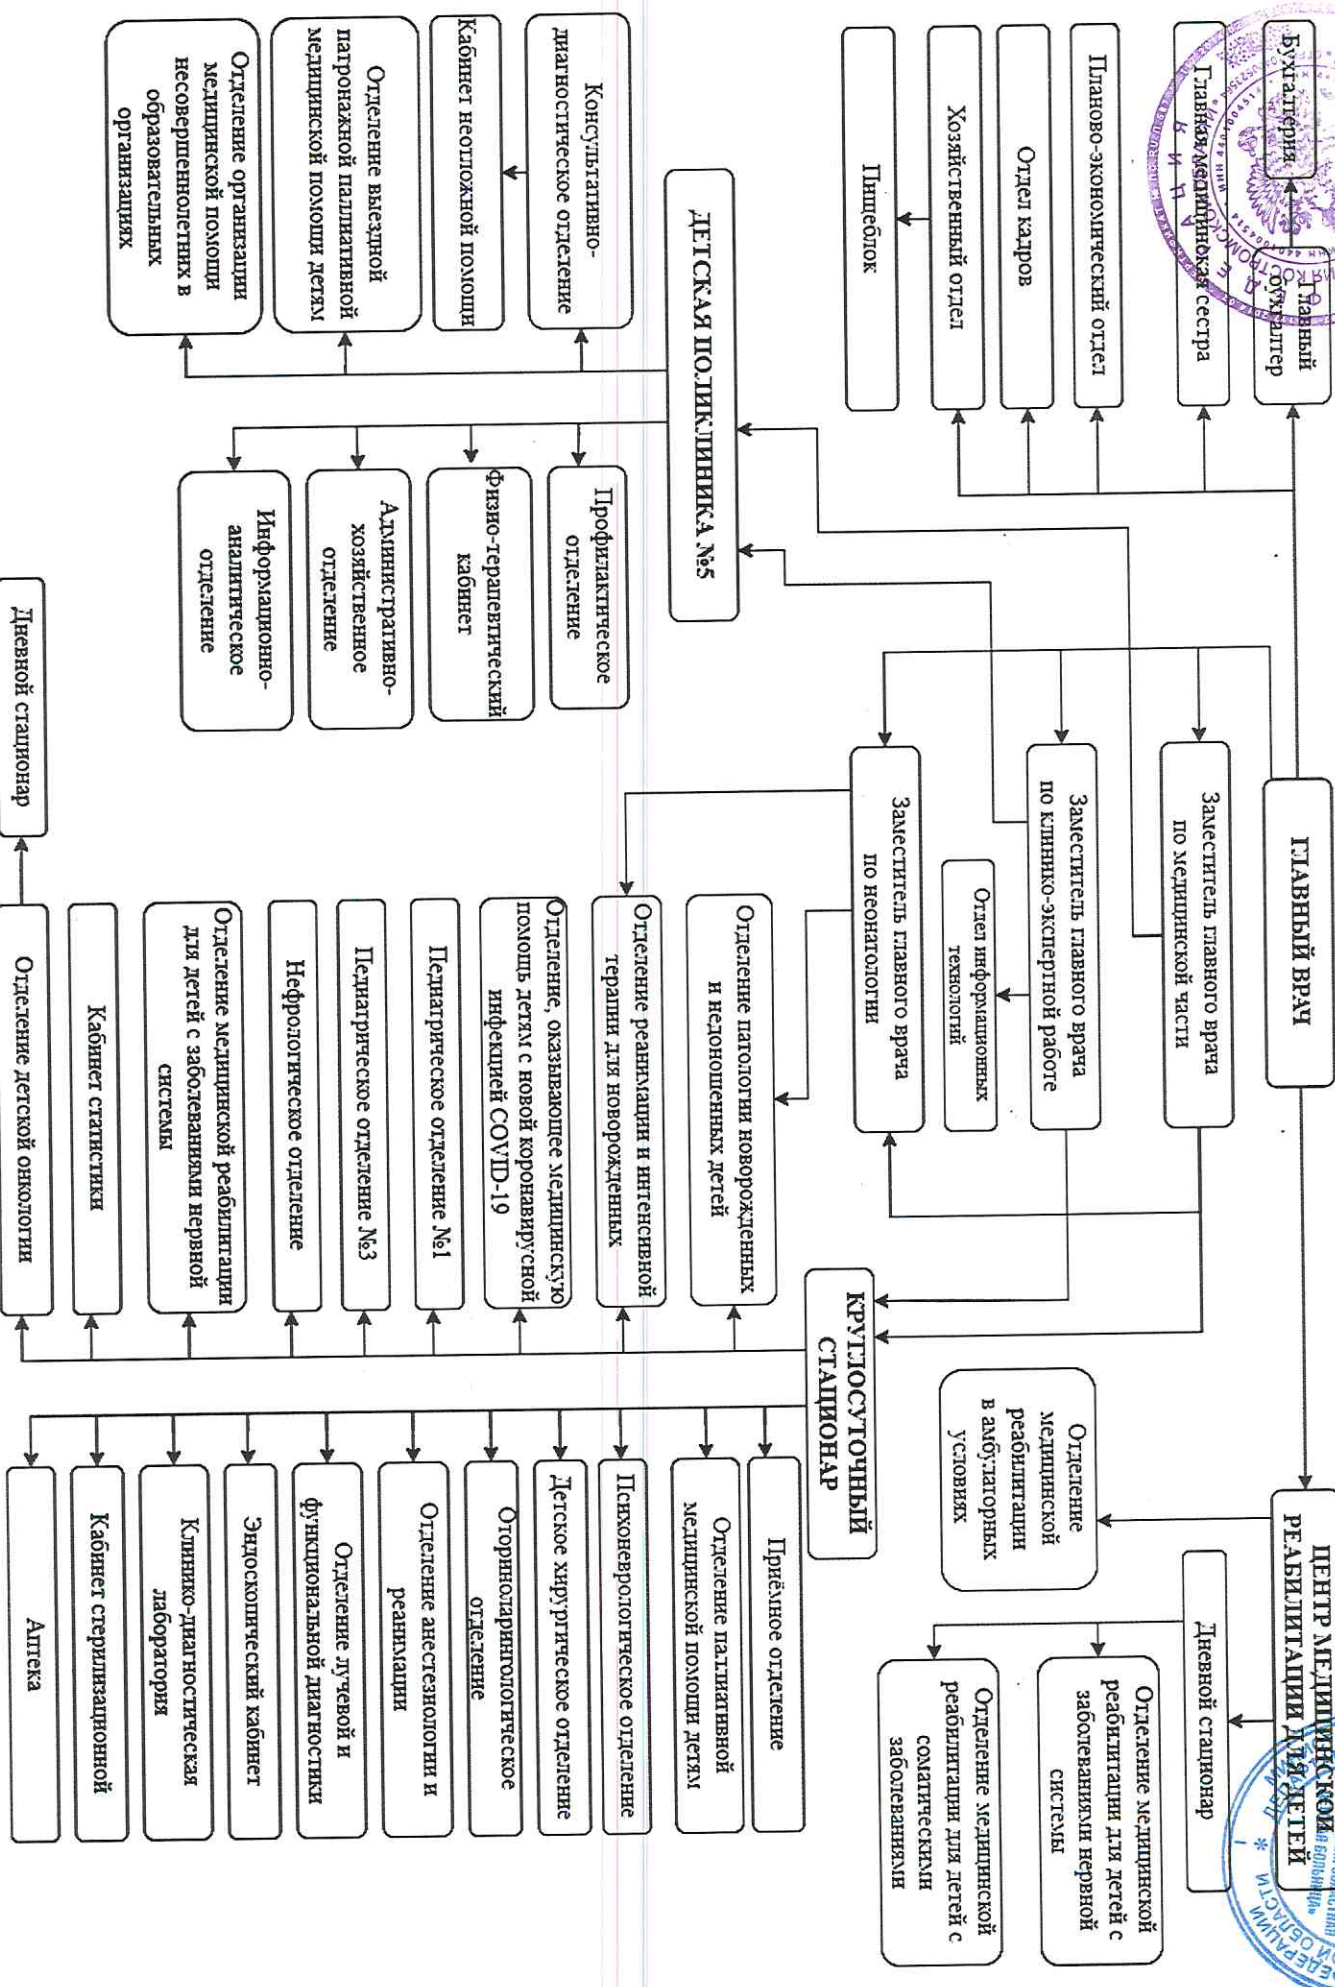 ГЛАВНЫЙ ВРАЧ
Бухгалтерия
Главный
бухгалтер
Главная медицинская сестра
Планово-экономический отдел
Отдел кадров
Хозяйственный отдел
Пищеблок
Заместитель главного врача
по медицинской части
Заместитель главного врача
по клинико-экспертной работе
Отдел информационных
технологий
Заместитель главного врача
по неонатологии
ЦЕНТР МЕДИЦИНСКОЙ
РЕАБИЛИТАЦИИ ДЛЯ ДЕТЕЙ
Дневной стационар
Отделение
медицинской
реабилитации
в амбулаторных
условиях
Отделение медицинской
реабилитации для детей с
заболеваниями нервной
системы
Отделение медицинской
реабилитации для детей с
соматическими
заболеваниями
ДЕТСКАЯ ПОЛИКЛИНИКА №5
Консультативно-
диагностическое отделение
Кабинет неотложной помощи
Отделение выездной
патронажной паллиативной
медицинской помощи детям
Отделение организации
медицинской помощи
несовершеннолетних в
образовательных
организациях
Профилактическое
отделение
Физио-терапевтический
кабинет
Административно-
хозяйственное
отделение
Информационно-
аналитическое
отделение
КРУГЛОСУТОЧНЫЙ
СТАЦИОНАР
Отделение патологии новорожденных
и недоношенных детей
Отделение реанимации и интенсивной
терапии для новорожденных
Отделение, оказывающее медицинскую
помощь детям с новой коронавирусной
инфекцией COVID-19
Педиатрическое отделение №1
Педиатрическое отделение №3
Нефрологическое отделение
Отделение медицинской реабилитации
для детей с заболеваниями нервной
системы
Кабинет статистики
Отделение детской онкологии
Дневной стационар
Приёмное отделение
Отделение паллиативной
медицинской помощи детям
Психоневрологическое отделение
Детское хирургическое отделение
Оториноларингологическое
отделение
Отделение анестезиологии и
реанимации
Отделение лучевой и
функциональной диагностики
Эндоскопический кабинет
Клинико-диагностическая
лаборатория
Кабинет стерилизационной
Аптека